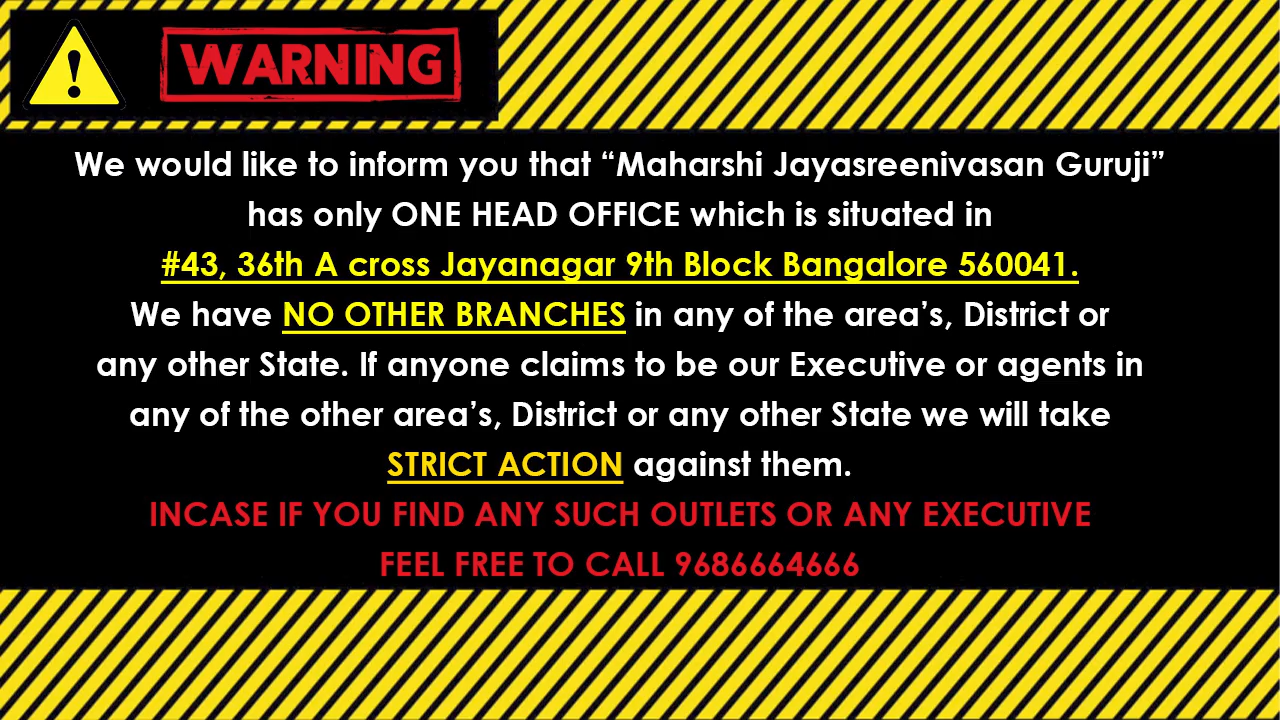 WARNING
We would like to inform you that “Maharshi Jayasreenivasan Guruji”
has only ONE HEAD OFFICE which is situated in
#43, 36th A cross Jayanagar 9th Block Bangalore 560041.
We have NO OTHER BRANCHES in any of the area’s, District or
any other State. If anyone claims to be our Executive or agents in
any of the other area’s, District or any other State we will take
STRICT ACTION against them.
INCASE IF YOU FIND ANY SUCH OUTLETS OR ANY EXECUTIVE
FEEL FREE TO CALL 9686664666